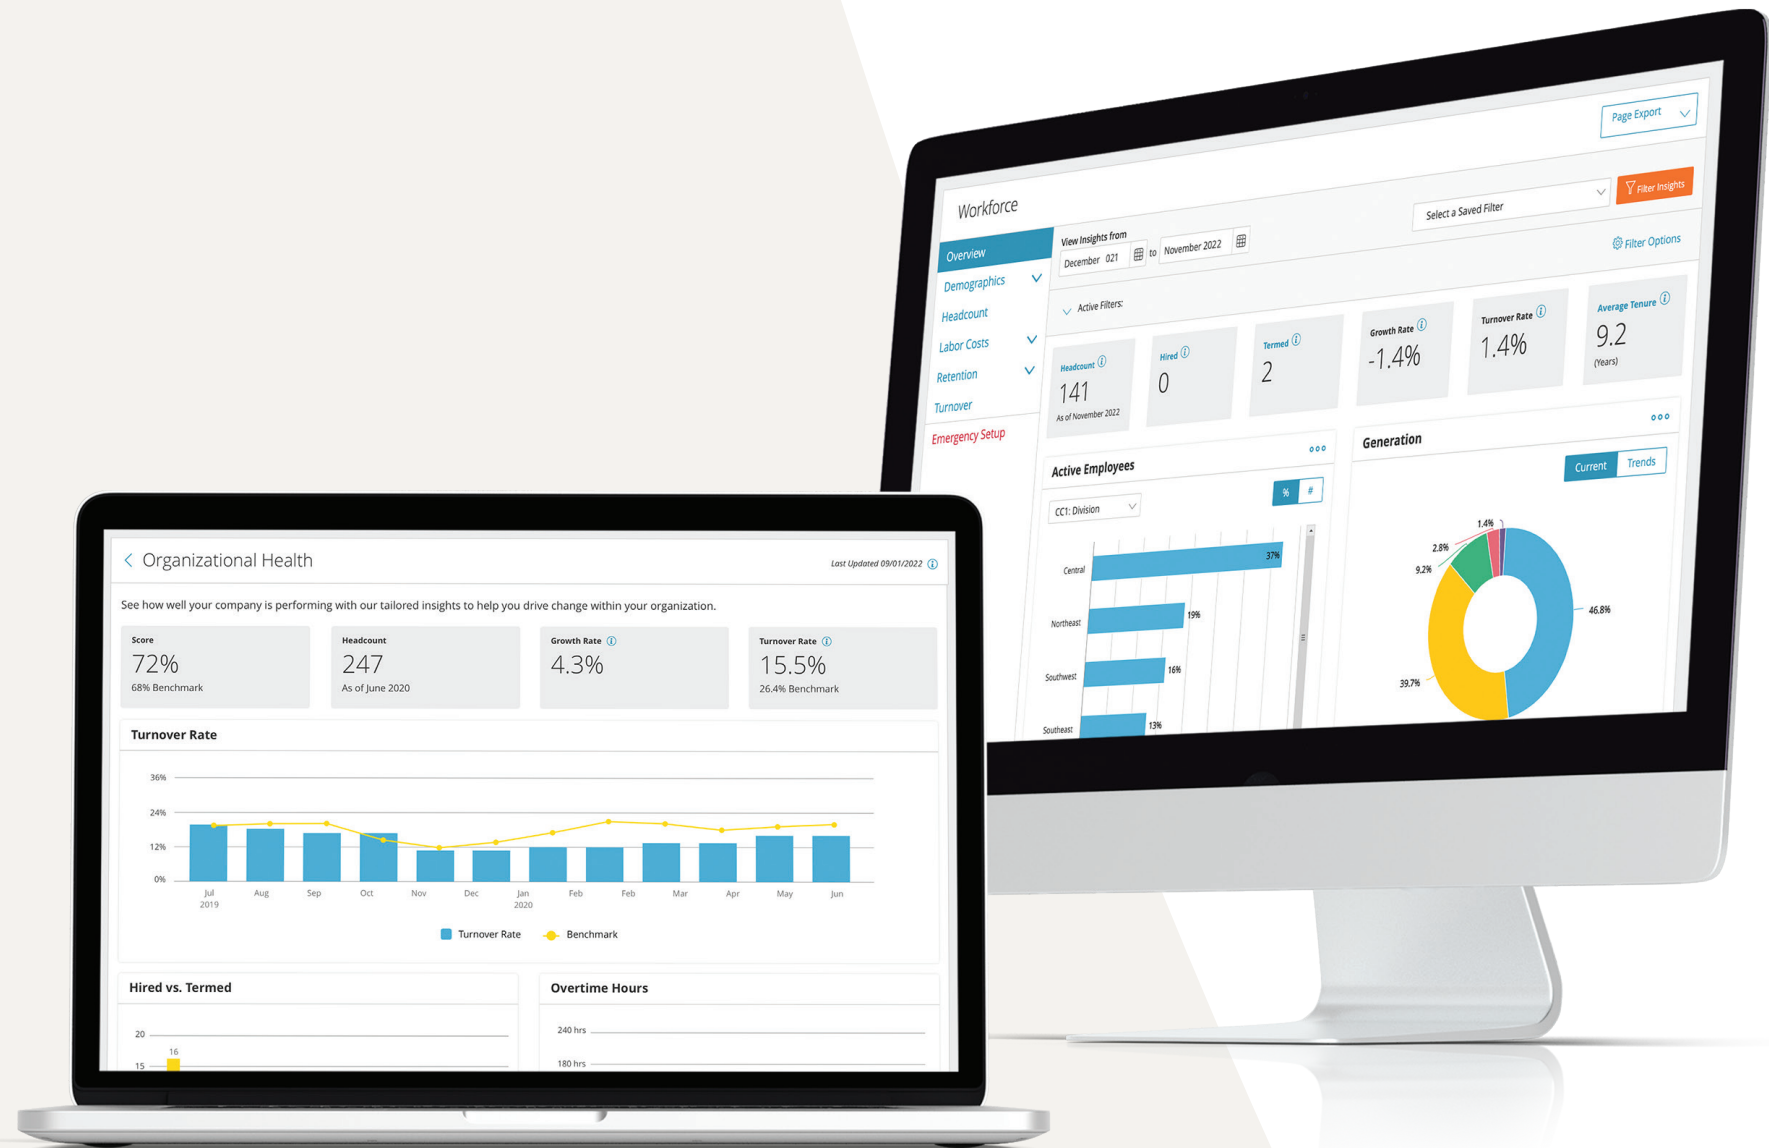 Page Export
Workforce
Select a Saved Filter
Filter Insights
View Insights from
December 021 to November 2022
Filter Options
Overview
Demographics
Headcount
Labor Costs
Retention
Turnover
Emergency Setup
Active Filters:
Headcount
141
As of November 2022
Hired
0
Termed
2
Growth Rate
-1.4%
Turnover Rate
1.4%
Average Tenure
9.2
(Years)
Active Employees
CC1: Division
% #
Central 37%
Northeast 19%
Southwest 16%
Southeast 13%
Generation
Current Trends
1.4%
2.8%
9.2%
46.8%
39.7%
Organizational Health
Last Updated 09/01/2022
See how well your company is performing with our tailored insights to help you drive change within your organization.
Score
72%
68% Benchmark
Headcount
247
As of June 2020
Growth Rate
4.3%
Turnover Rate
15.5%
26.4% Benchmark
Turnover Rate
36%
24%
12%
0%
Jul Aug Sep Oct Nov Dec Jan Feb Feb Mar Apr May Jun
2019 2020
Turnover Rate Benchmark
Hired vs. Termed
20
16
15
Overtime Hours
240 hrs
180 hrs